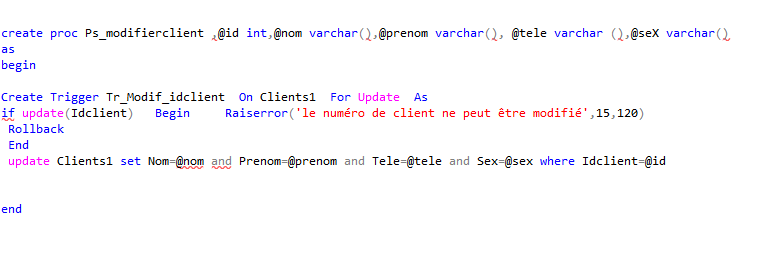 create proc Ps_modifierclient ,@id int,@nom varchar(),@prenom varchar(), @tele varchar (),@seX varchar()
as
begin
Create Trigger Tr_Modif_idclient On Clients1 For Update As
if update(Idclient) Begin Raiserror('le numéro de client ne peut être modifié',15,120)
Rollback
End
update Clients1 set Nom=@nom and Prenom=@prenom and Tele=@tele and Sex=@sex where Idclient=@id
end